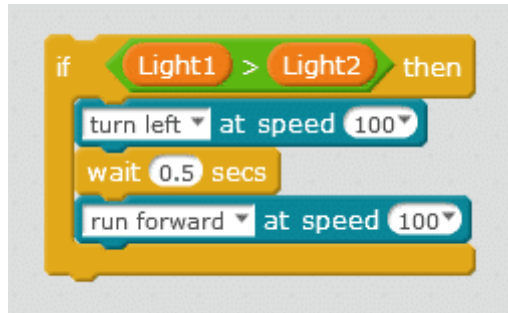 if Light1 > Light2 then
turn left at speed 100
wait 0.5 secs
run forward at speed 100